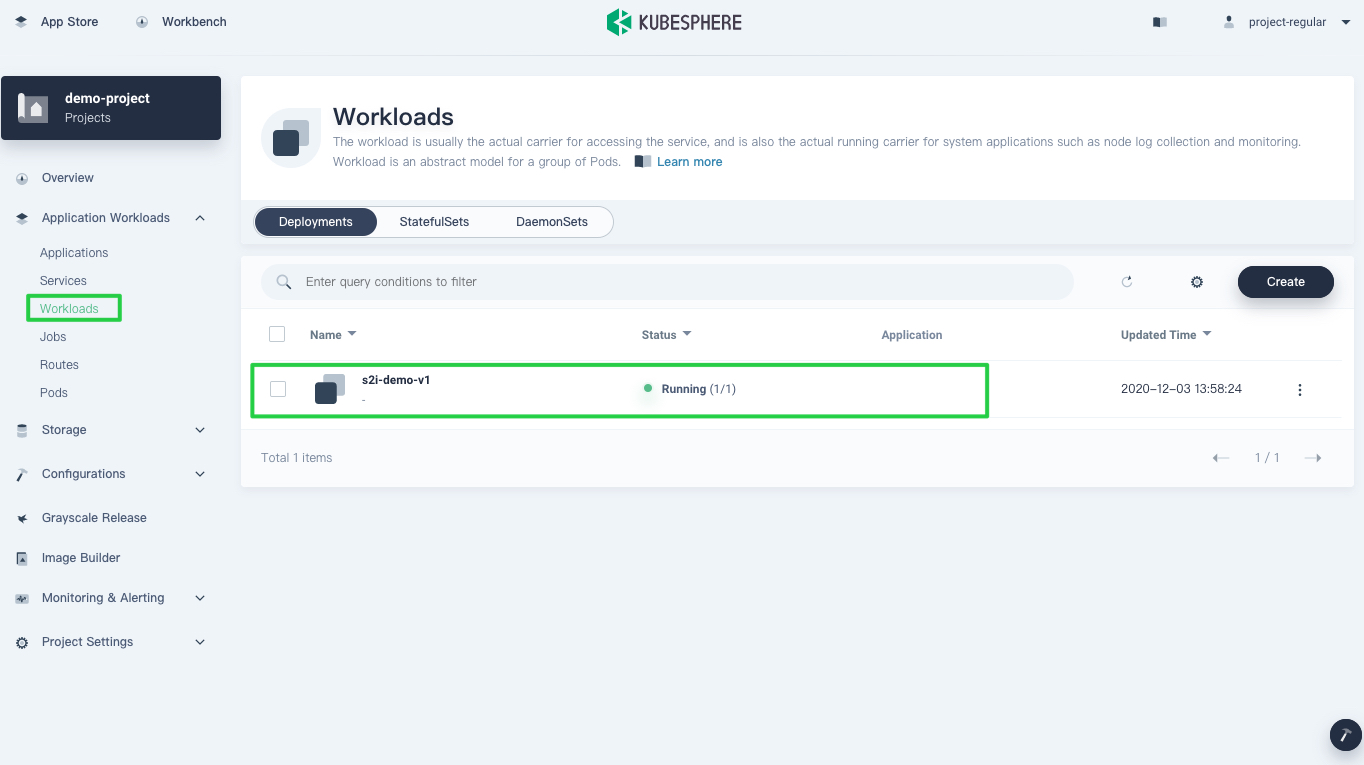 App Store
Workbench
KUBESPHERE
project-regular
demo-project
Projects
Overview
Application Workloads
Applications
Services
Workloads
Jobs
Routes
Pods
Storage
Configurations
Grayscale Release
Image Builder
Monitoring & Alerting
Project Settings
Workloads
The workload is usually the actual carrier for accessing the service, and is also the actual running carrier for system applications such as node log collection and monitoring.
Workload is an abstract model for a group of Pods. Learn more
Deployments StatefulSets DaemonSets
Enter query conditions to filter
Create
Name Status Application Updated Time
s2i-demo-v1
-
Running (1/1)
2020-12-03 13:58:24
Total 1 items
1 / 1